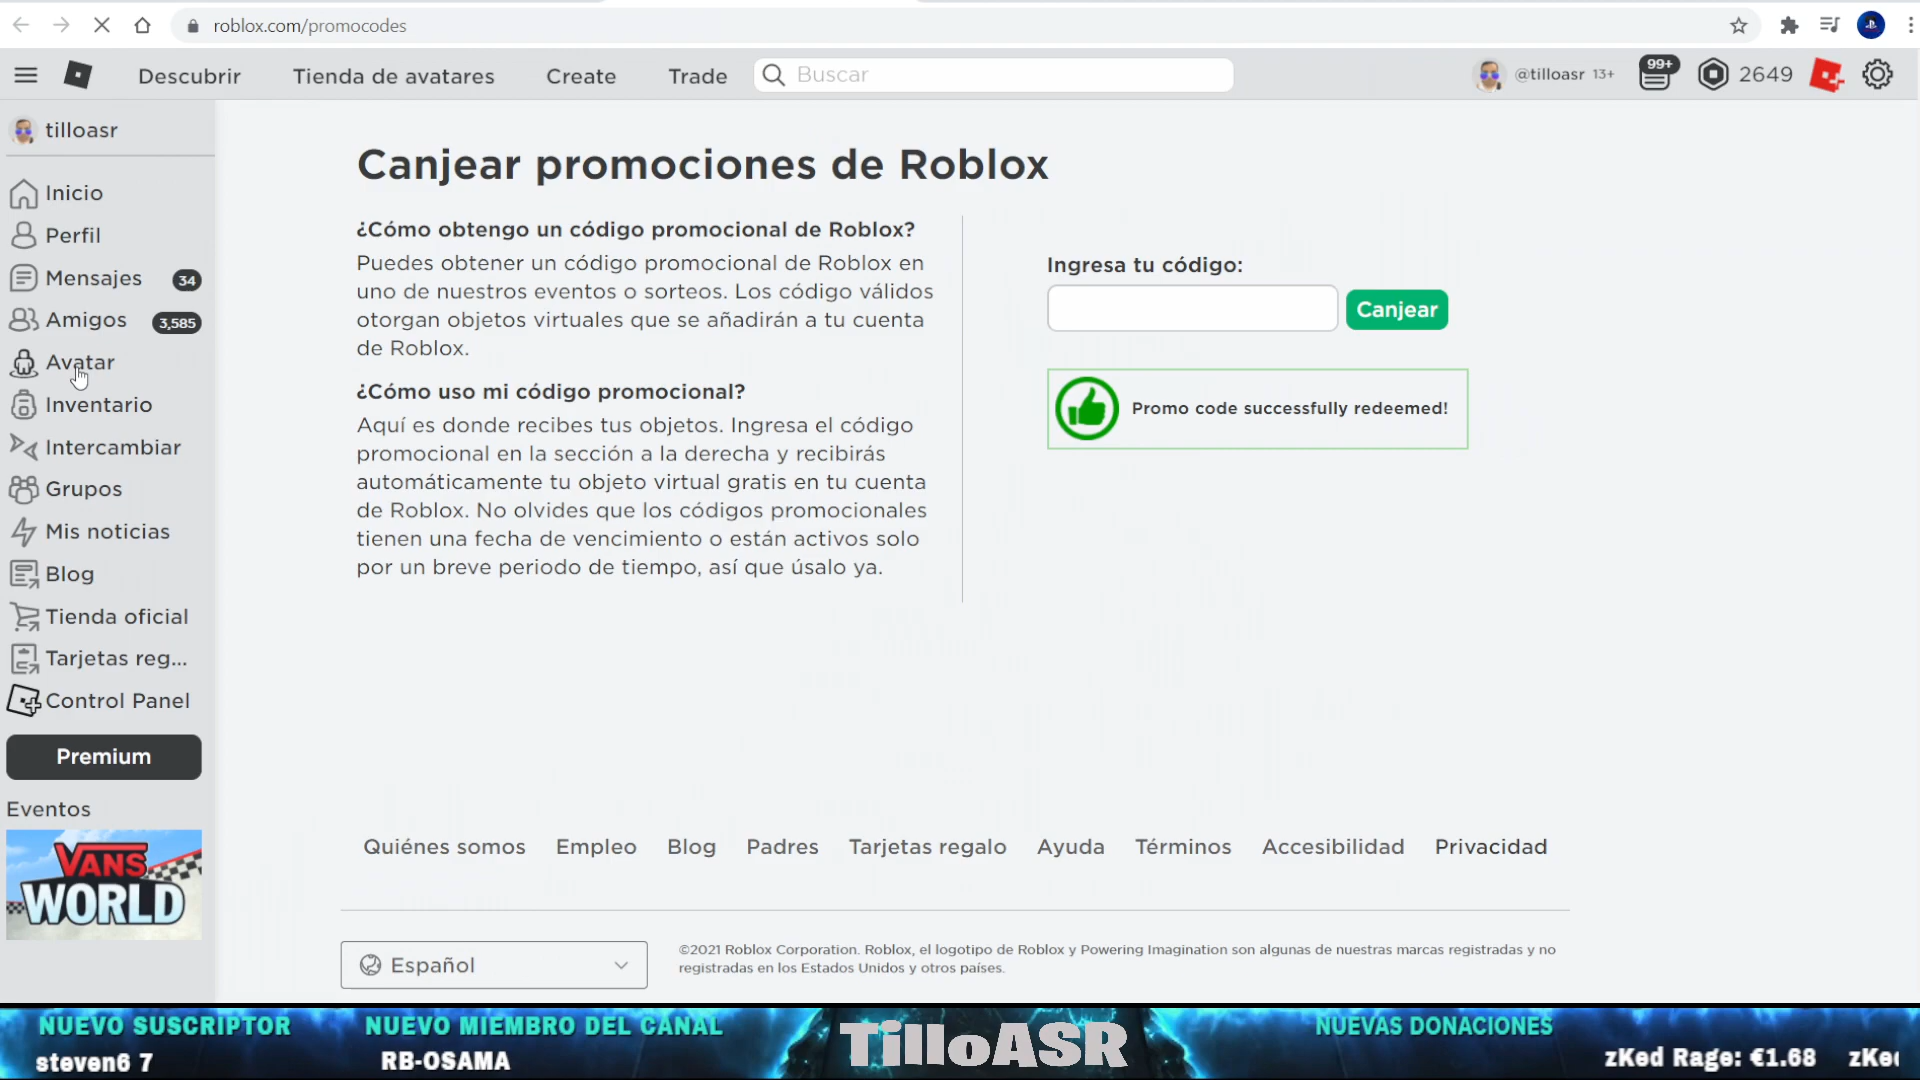 roblox.com/promocodes
Descubrir
Tienda de avatares
Create
Trade
Buscar
@tilloasr 13+
99+
2649
tilloasr
Inicio
Perfil
Mensajes 34
Amigos 3,585
Avatar
Inventario
Intercambiar
Grupos
Mis noticias
Blog
Tienda oficial
Tarjetas reg...
Control Panel
Premium
Eventos
VANS
WORLD
Canjear promociones de Roblox
¿Cómo obtengo un código promocional de Roblox?
Puedes obtener un código promocional de Roblox en
uno de nuestros eventos o sorteos. Los código válidos
otorgan objetos virtuales que se añadirán a tu cuenta
de Roblox.
¿Cómo uso mi código promocional?
Aquí es donde recibes tus objetos. Ingresa el código
promocional en la sección a la derecha y recibirás
automáticamente tu objeto virtual gratis en tu cuenta
de Roblox. No olvides que los códigos promocionales
tienen una fecha de vencimiento o están activos solo
por un breve periodo de tiempo, así que úsalo ya.
Ingresa tu código:
Canjear
Promo code successfully redeemed!
Quiénes somos
Empleo
Blog
Padres
Tarjetas regalo
Ayuda
Términos
Accesibilidad
Privacidad
Español
©2021 Roblox Corporation. Roblox, el logotipo de Roblox y Powering Imagination son algunas de nuestras marcas registradas y no
registradas en los Estados Unidos y otros países.
NUEVO SUSCRIPTOR
steven6 7
NUEVO MIEMBRO DEL CANAL
RB-OSAMA
TilloASR
NUEVAS DONACIONES
zKed Rage: €1.68